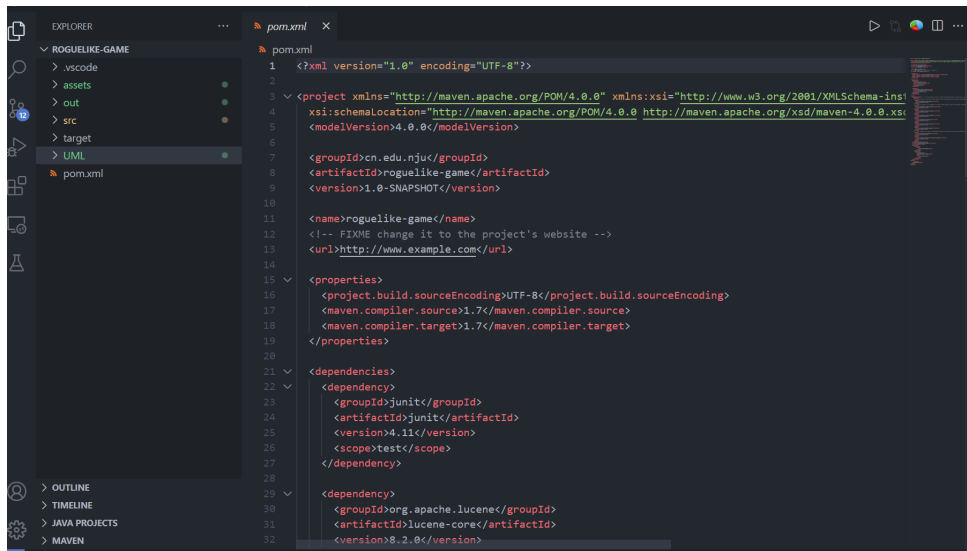 EXPLORER
ROGUELIKE-GAME
.vscode
assets
out
src
target
UML
pom.xml
12
OUTLINE
TIMELINE
JAVA PROJECTS
MAVEN
pom.xml
pom.xml
1 <?xml version="1.0" encoding="UTF-8"?>
2
3 <project xmlns="http://maven.apache.org/POM/4.0.0" xmlns:xsi="http://www.w3.org/2001/XMLSchema-inst
4 xsi:schemaLocation="http://maven.apache.org/POM/4.0.0 http://maven.apache.org/xsd/maven-4.0.0.xsd
5 <modelVersion>4.0.0</modelVersion>
6
7 <groupId>cn.edu.nju</groupId>
8 <artifactId>roguelike-game</artifactId>
9 <version>1.0-SNAPSHOT</version>
10
11 <name>roguelike-game</name>
12 <!-- FIXME change it to the project's website -->
13 <url>http://www.example.com</url>
14
15 <properties>
16 <project.build.sourceEncoding>UTF-8</project.build.sourceEncoding>
17 <maven.compiler.source>1.7</maven.compiler.source>
18 <maven.compiler.target>1.7</maven.compiler.target>
19 </properties>
20
21 <dependencies>
22 <dependency>
23 <groupId>junit</groupId>
24 <artifactId>junit</artifactId>
25 <version>4.11</version>
26 <scope>test</scope>
27 </dependency>
28
29 <dependency>
30 <groupId>org.apache.lucene</groupId>
31 <artifactId>lucene-core</artifactId>
32 <version>8.2.0</version>